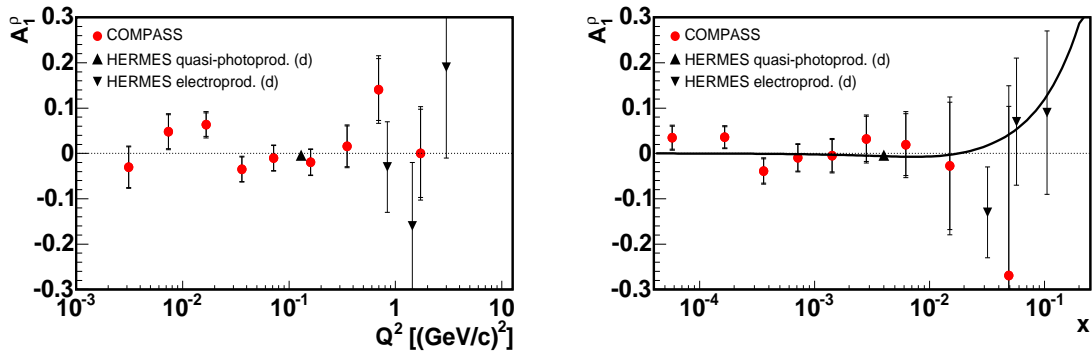 A₁ᵖ
0.3
0.2
0.1
0
-0.1
-0.2
-0.3
COMPASS
HERMES quasi-photoprod. (d)
HERMES electroprod. (d)
10⁻³
10⁻²
10⁻¹
1
10
Q² [(GeV/c)²]
A₁ᵖ
0.3
0.2
0.1
0
-0.1
-0.2
-0.3
COMPASS
HERMES quasi-photoprod. (d)
HERMES electroprod. (d)
10⁻⁴
10⁻³
10⁻²
10⁻¹
x